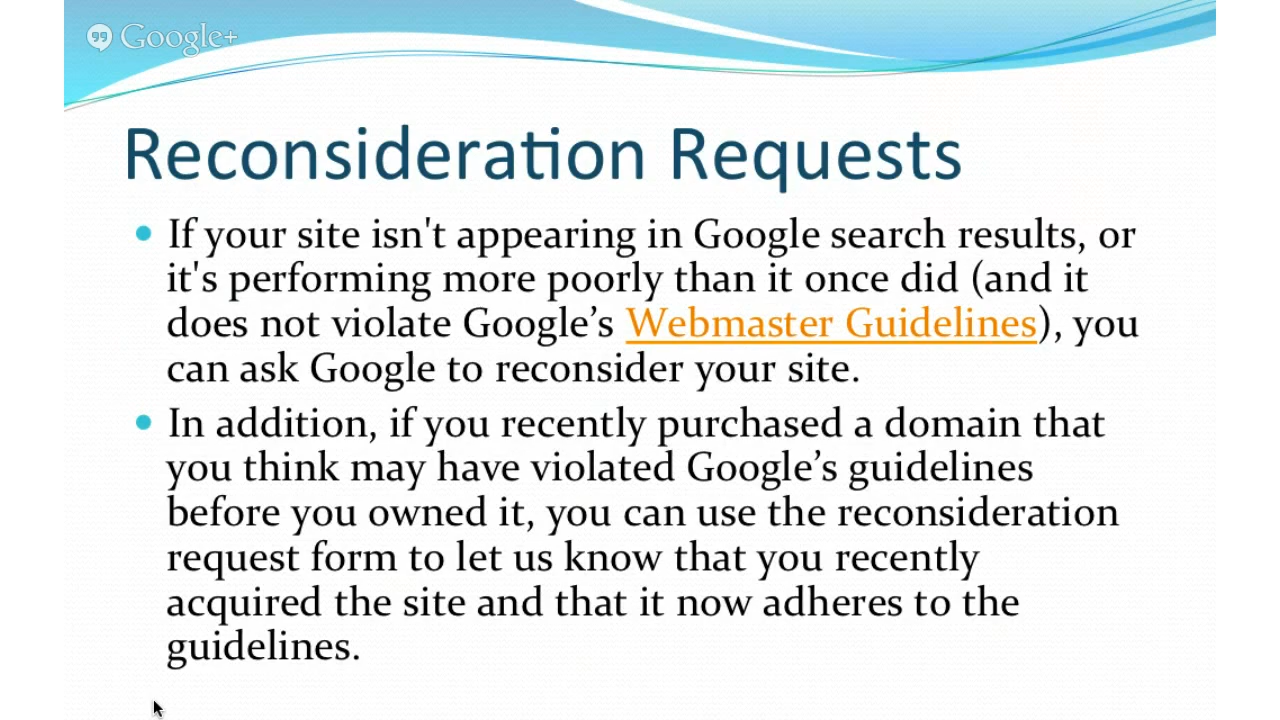 Google+
Reconsideration Requests
If your site isn't appearing in Google search results, or
it's performing more poorly than it once did (and it
does not violate Google’s Webmaster Guidelines), you
can ask Google to reconsider your site.
In addition, if you recently purchased a domain that
you think may have violated Google’s guidelines
before you owned it, you can use the reconsideration
request form to let us know that you recently
acquired the site and that it now adheres to the
guidelines.